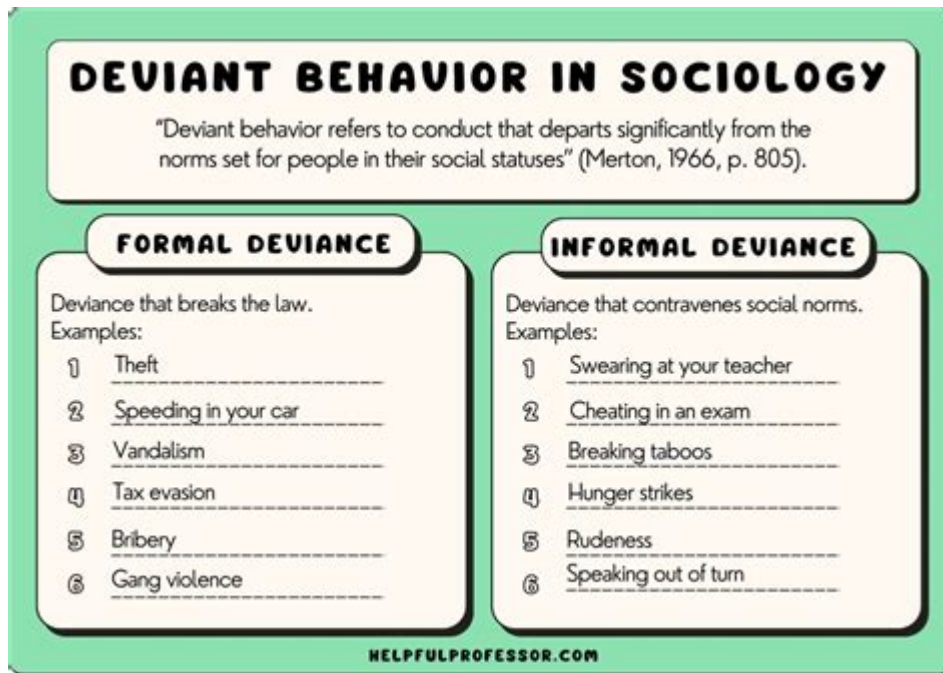 DEVIANT BEHAVIOR IN SOCIOLOGY
“Deviant behavior refers to conduct that departs significantly from the
norms set for people in their social statuses” (Merton, 1966, p. 805).
FORMAL DEVIANCE
Deviance that breaks the law.
Examples:
1 Theft
2 Speeding in your car
3 Vandalism
4 Tax evasion
5 Bribery
6 Gang violence
INFORMAL DEVIANCE
Deviance that contravenes social norms.
Examples:
1 Swearing at your teacher
2 Cheating in an exam
3 Breaking taboos
4 Hunger strikes
5 Rudeness
6 Speaking out of turn
HELPFULPROFESSOR.COM